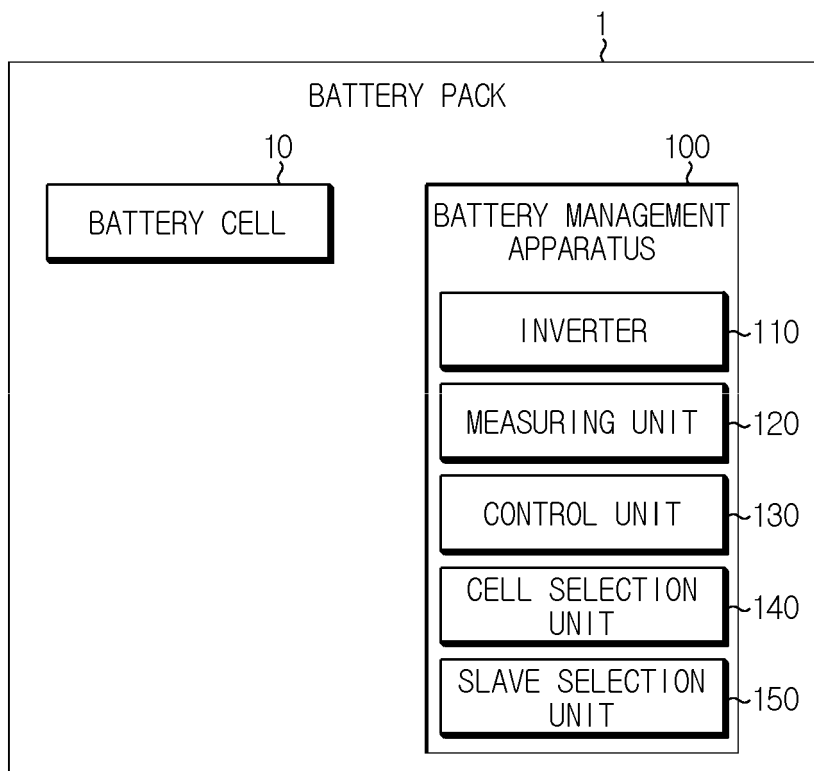 1
BATTERY PACK
10
BATTERY CELL
100
BATTERY MANAGEMENT
APPARATUS
INVERTER
110
MEASURING UNIT
120
CONTROL UNIT
130
CELL SELECTION
UNIT
140
SLAVE SELECTION
UNIT
150